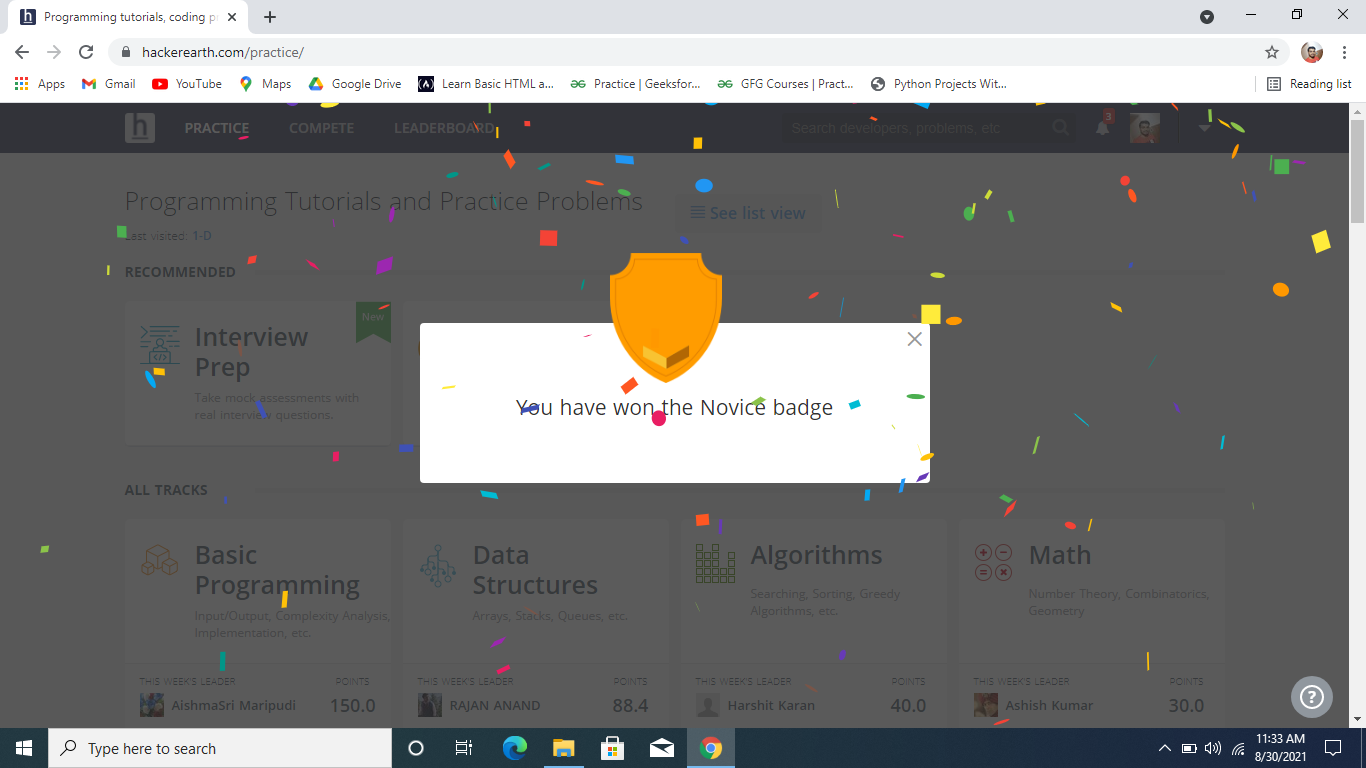 Programming tutorials, coding pr
hackerearth.com/practice/
Apps
Gmail
YouTube
Maps
Google Drive
Learn Basic HTML a...
Practice | Geeksfor...
GFG Courses | Pract...
Python Projects Wit...
Reading list
h PRACTICE COMPETE LEADERBOARD
Search developers, problems, etc
3
Programming Tutorials and Practice Problems
See list view
Last visited: 1-D
RECOMMENDED
New
Interview
Prep
Take mock assessments with
real interview questions.
You have won the Novice badge
ALL TRACKS
Basic
Programming
Input/Output, Complexity Analysis,
Implementation, etc.
THIS WEEK'S LEADER POINTS
AishmaSri Maripudi 150.0
Data
Structures
Arrays, Stacks, Queues, etc.
THIS WEEK'S LEADER POINTS
RAJAN ANAND 88.4
Algorithms
Searching, Sorting, Greedy
Algorithms, etc.
THIS WEEK'S LEADER POINTS
Harshit Karan 40.0
Math
Number Theory, Combinatorics,
Geometry
THIS WEEK'S LEADER POINTS
Ashish Kumar 30.0
?
Type here to search
11:33 AM
8/30/2021